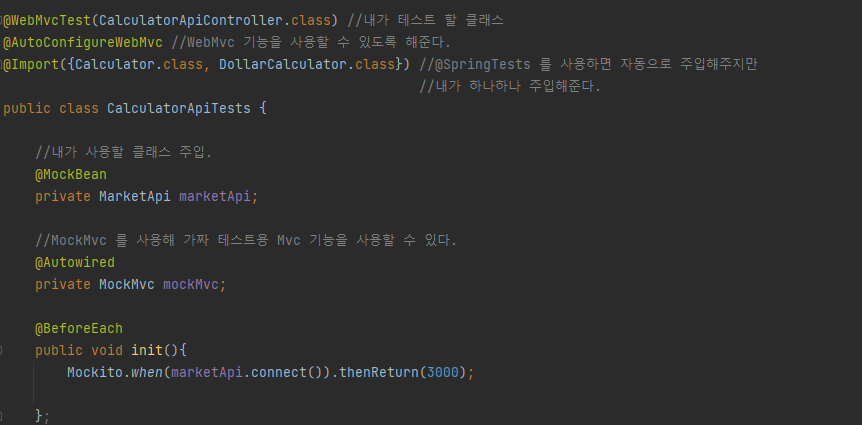 @WebMvcTest(CalculatorApiController.class) //내가 테스트 할 클래스
@AutoConfigureWebMvc //WebMvc 기능을 사용할 수 있도록 해준다.
@Import({Calculator.class, DollarCalculator.class}) //@SpringTests 를 사용하면 자동으로 주입해주지만
//내가 하나하나 주입해준다.
public class CalculatorApiTests {
//내가 사용할 클래스 주입.
@MockBean
private MarketApi marketApi;
//MockMvc 를 사용해 가짜 테스트용 Mvc 기능을 사용할 수 있다.
@Autowired
private MockMvc mockMvc;
@BeforeEach
public void init(){
Mockito.when(marketApi.connect()).thenReturn(3000);
};